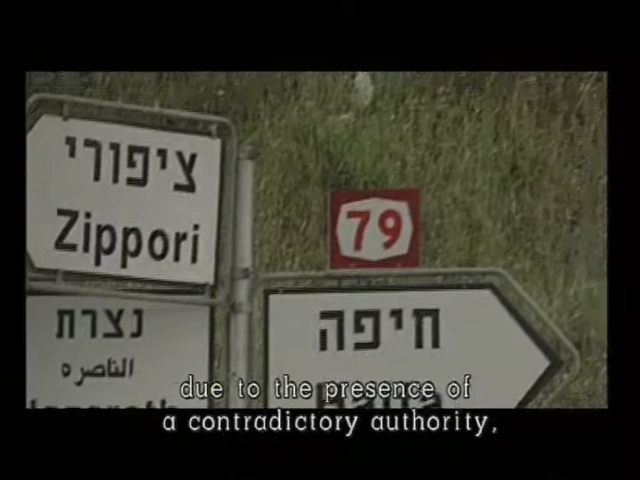 ציפורי
Zippori
נצרת
الناصره
79
חיפה
due to the presence of
a contradictory authority,